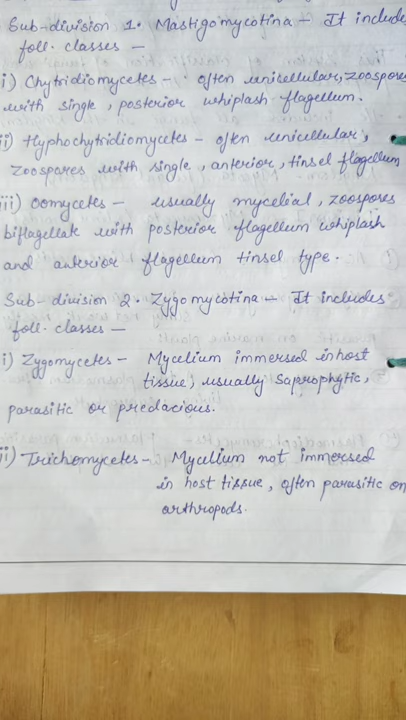 Sub-division 1. Mastigomycotina - It include
foll. classes -
i) Chytridiomycetes - often unicellular, zoospore
with single, posterior whiplash flagellum.
ii) Hyphochytridiomycetes - often unicellular,
zoospores with single, anterior, tinsel flagellum
iii) Oomycetes - usually mycelial, zoospores
biflagellate with posterior flagellum whiplash
and anterior flagellum tinsel type.
Sub-division 2. Zygomycotina - It includes
foll. classes -
i) Zygomycetes - Mycelium immersed in host
tissue, usually saprophytic,
parasitic or predacious.
ii) Trichomycetes - Mycelium not immersed
in host tissue, often parasitic on
arthropods.